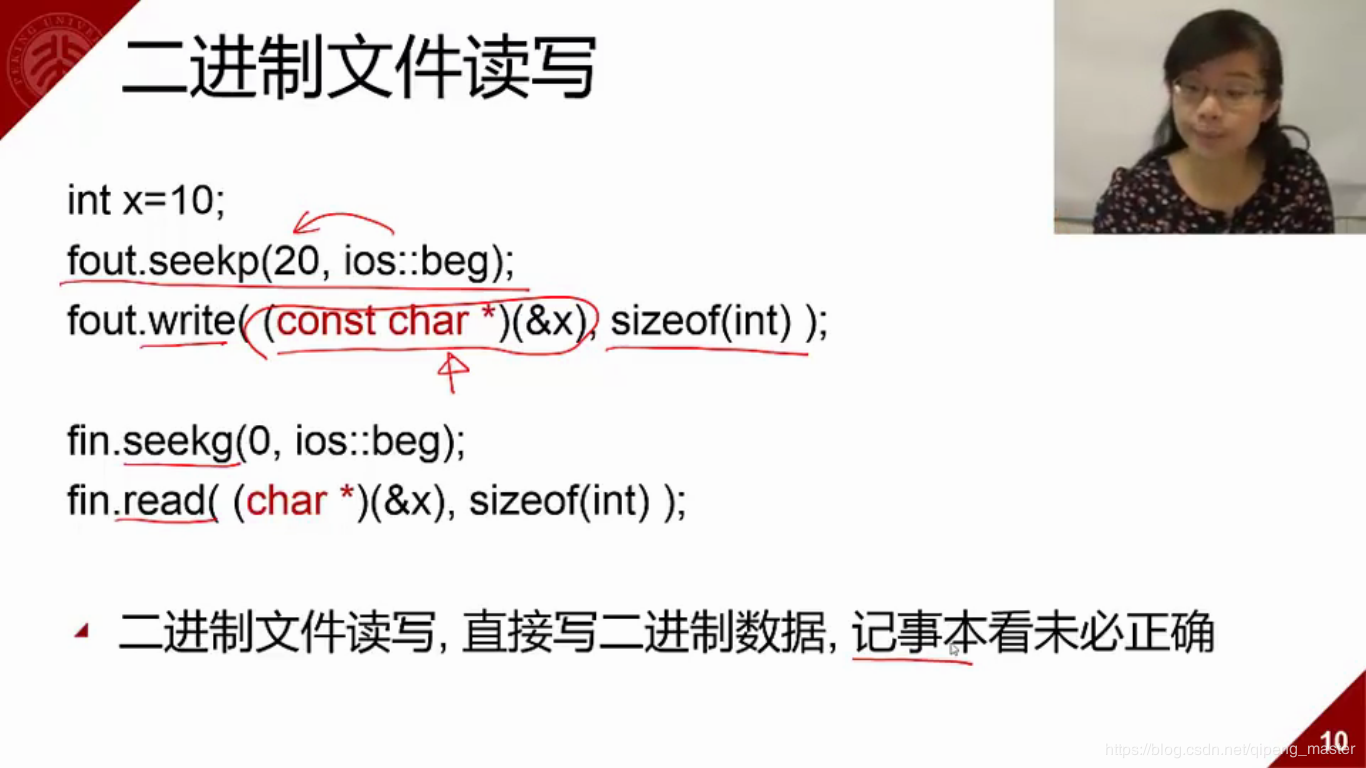 二进制文件读写
int x=10;
fout.seekp(20, ios::beg);
fout.write( (const char *)(&x), sizeof(int) );
fin.seekg(0, ios::beg);
fin.read( (char *)(&x), sizeof(int) );
二进制文件读写, 直接写二进制数据, 记事本看未必正确
10
https://blog.csdn.net/qipang_master